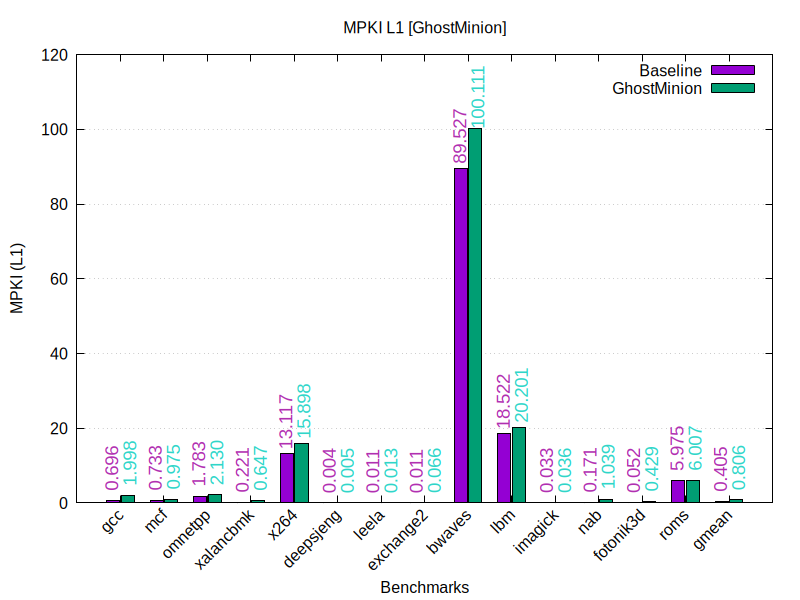 MPKI L1 [GhostMinion]
Baseline
GhostMinion
MPKI (L1)
120
100
80
60
40
20
0
0.696
1.998
0.733
0.975
1.783
2.130
0.221
0.647
13.117
15.898
0.004
0.005
0.011
0.013
0.011
0.066
89.527
100.111
18.522
20.201
0.033
0.036
0.171
1.039
0.052
0.429
5.975
6.007
0.405
0.806
gcc
mcf
omnetpp
xalancbmk
x264
deepsjeng
leela
exchange2
bwaves
lbm
imagick
nab
fotonik3d
roms
gmean
Benchmarks